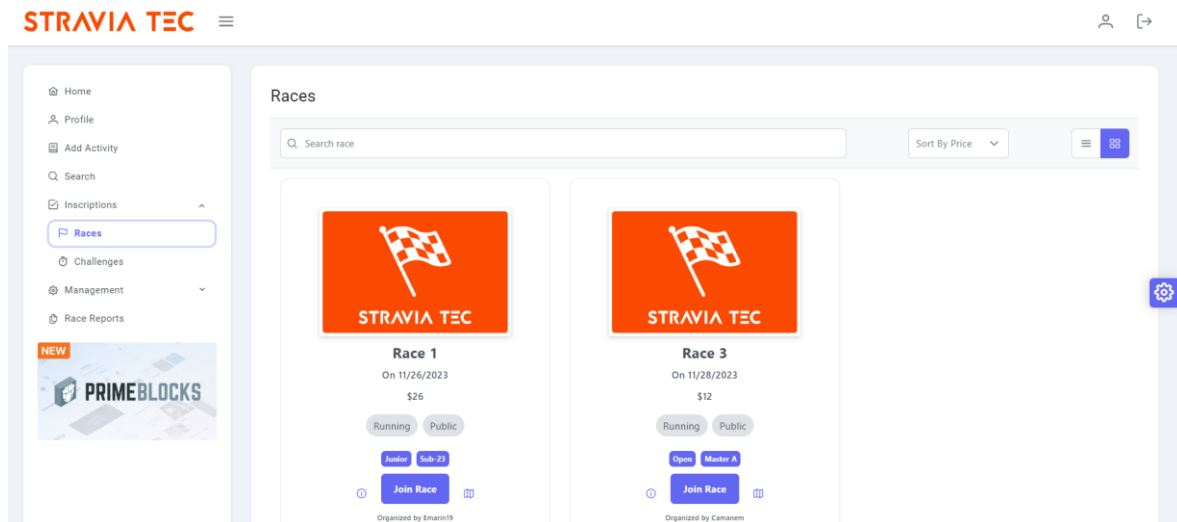 STRAVIA TEC
Home
Profile
Add Activity
Search
Inscriptions
Races
Challenges
Management
Race Reports
NEW
PRIMEBLOCKS
Races
Search race
Sort By Price
STRAVIA TEC
Race 1
On 11/26/2023
$26
Running Public
Junior Sub-23
Join Race
Organized by Emarin19
STRAVIA TEC
Race 3
On 11/28/2023
$12
Running Public
Open Master A
Join Race
Organized by Camanem